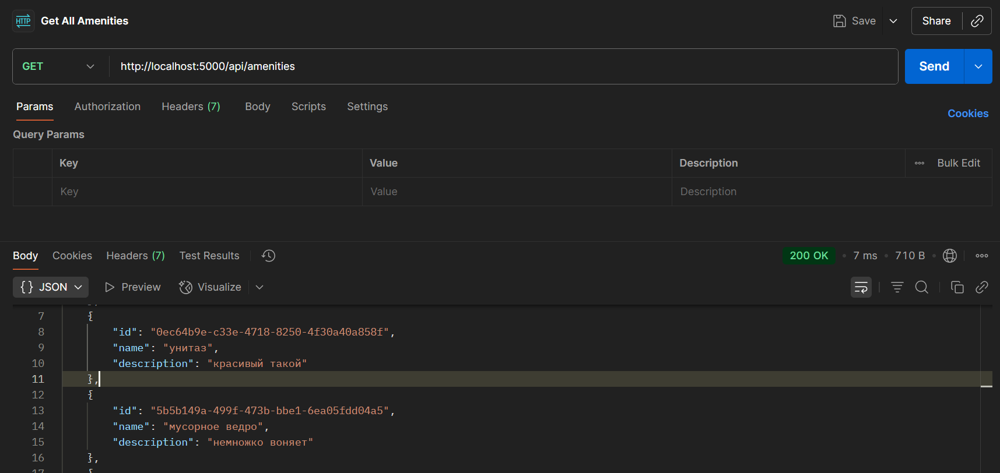 HTTP Get All Amenities Save Share
GET http://localhost:5000/api/amenities Send
Params Authorization Headers (7) Body Scripts Settings Cookies
Query Params
Key Value Description Bulk Edit
Key Value Description
Body Cookies Headers (7) Test Results 200 OK 7 ms 710 B
{} JSON Preview Visualize
7 {
8 "id": "0ec64b9e-c33e-4718-8250-4f30a40a858f",
9 "name": "унитаз",
10 "description": "красивый такой"
11 },
12 {
13 "id": "5b5b149a-499f-473b-bbe1-6ea05fdd04a5",
14 "name": "мусорное ведро",
15 "description": "немножко воняет"
16 },
17 {